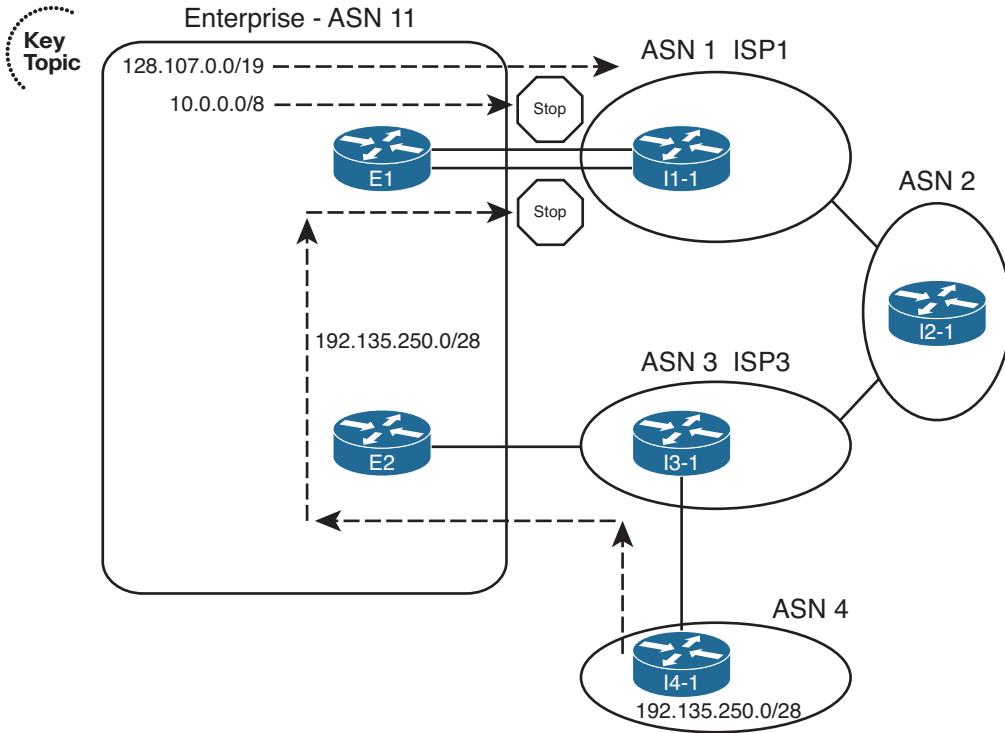 Key
Topic
Enterprise - ASN 11
128.107.0.0/19
10.0.0.0/8
Stop
E1
Stop
192.135.250.0/28
E2
ASN 1 ISP1
I1-1
ASN 2
I2-1
ASN 3 ISP3
I3-1
ASN 4
I4-1
192.135.250.0/28